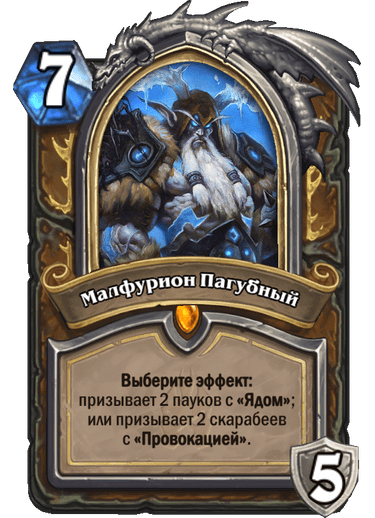 7
Малфурион Пагубный
Выберите эффект:
призывает 2 пауков с «Ядом»;
или призывает 2 скарабеев
с «Провокацией».
5